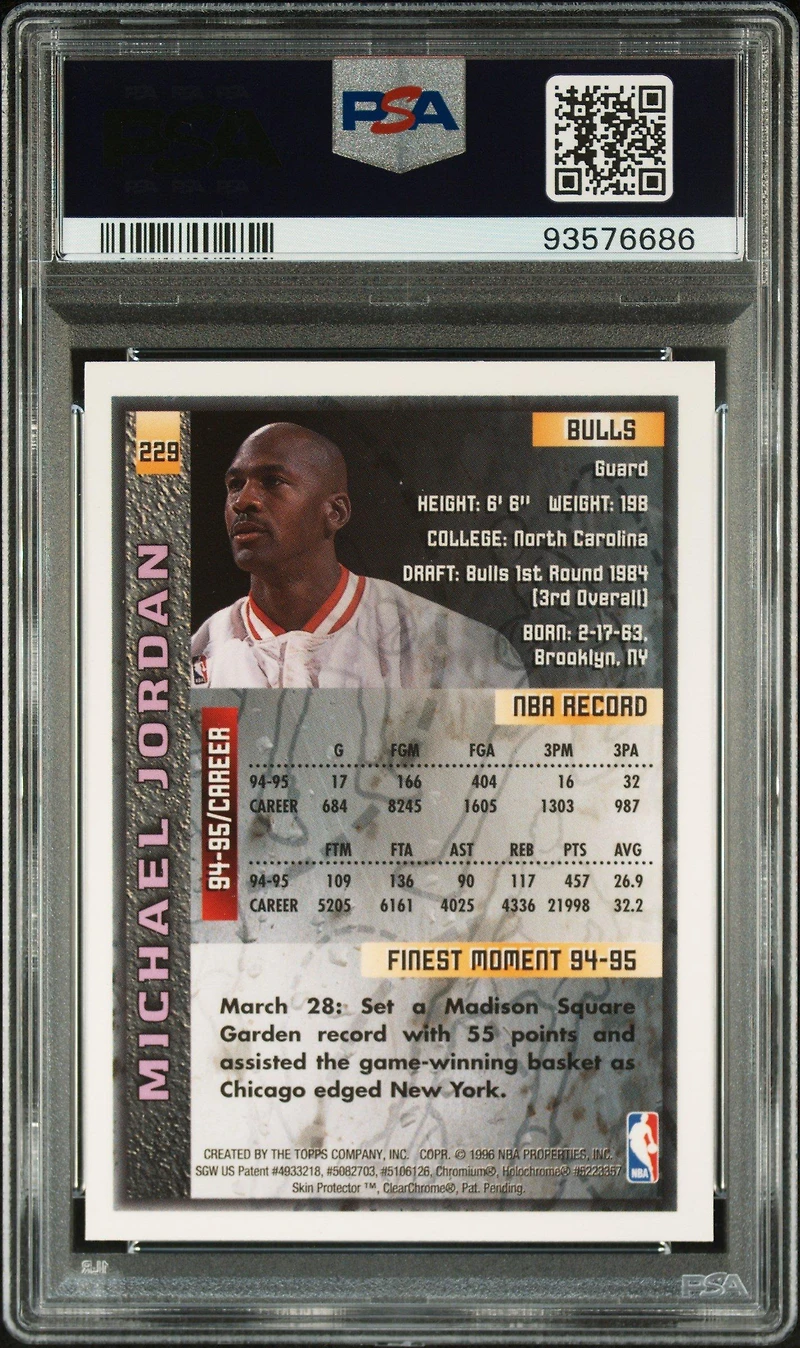 PSA
93576686
229
BULLS
Guard
HEIGHT: 6' 6" WEIGHT: 198
COLLEGE: North Carolina
DRAFT: Bulls 1st Round 1984
(3rd Overall)
BORN: 2-17-63,
Brooklyn, NY
MICHAEL JORDAN
NBA RECORD
94-95/CAREER
G FGM FGA 3PM 3PA
94-95 17 166 404 16 32
CAREER 684 8245 1605 1303 987
FTM FTA AST REB PTS AVG
94-95 109 136 90 117 457 26.9
CAREER 5205 6161 4025 4336 21998 32.2
FINEST MOMENT 94-95
March 28: Set a Madison Square
Garden record with 55 points and
assisted the game-winning basket as
Chicago edged New York.
CREATED BY THE TOPPS COMPANY, INC. COPR. © 1996 NBA PROPERTIES, INC.
SGW US Patent #4933218, #5082703, #5106126, Chromium®, Holochrome® #5223357
Skin Protector ™, ClearChrome®, Pat. Pending.
NBA
PSA